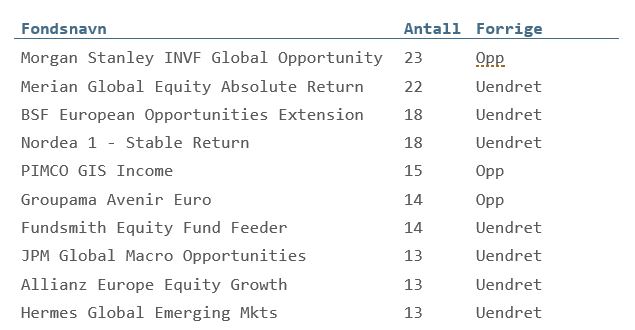 Fondsnavn Antall Forrige
Morgan Stanley INVF Global Opportunity 23 Opp
Merian Global Equity Absolute Return 22 Uendret
BSF European Opportunities Extension 18 Uendret
Nordea 1 - Stable Return 18 Uendret
PIMCO GIS Income 15 Opp
Groupama Avenir Euro 14 Opp
Fundsmith Equity Fund Feeder 14 Uendret
JPM Global Macro Opportunities 13 Uendret
Allianz Europe Equity Growth 13 Uendret
Hermes Global Emerging Mkts 13 Uendret